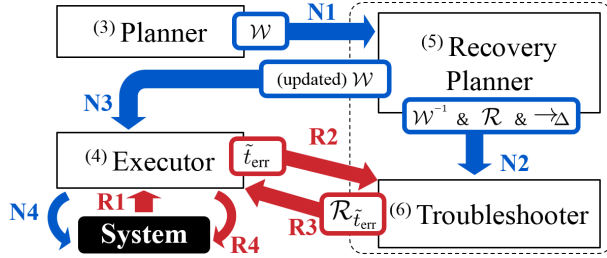 (3) Planner
𝒲
N1
(5) Recovery
Planner
(updated) 𝒲
N3
𝒲⁻¹ & ℛ & →Δ
(4) Executor
t̃err
R2
N2
N4
R1
System
R4
R3
ℛt̃err
(6) Troubleshooter